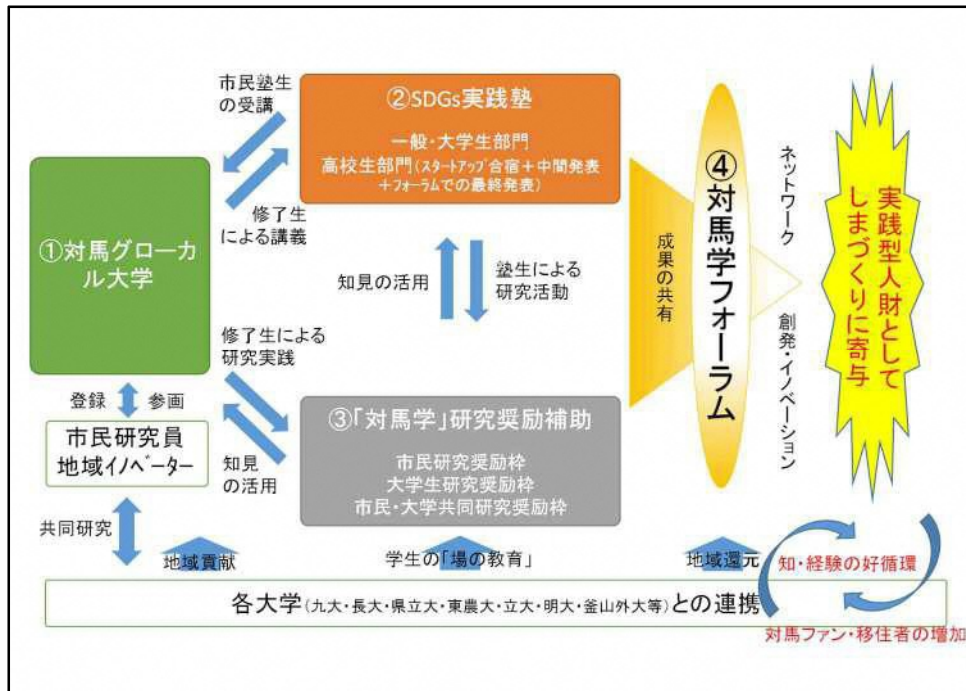 市民塾生
の受講
②SDGs実践塾
一般・大学生部門
高校生部門(スタートアップ合宿+中間発表
+フォーラムでの最終発表)
①対馬グローカ
ル大学
修了生
による講義
知見の活用
塾生による
研究活動
修了生による
研究実践
登録
参画
市民研究員
地域イノベーター
知見
の活用
③「対馬学」研究奨励補助
市民研究奨励枠
大学生研究奨励枠
市民・大学共同研究奨励枠
成果の共有
④対馬学フォーラム
ネットワーク
創発・イノベーション
実践型人財として
しまづくりに寄与
共同研究
地域貢献
学生の「場の教育」
地域還元
知・経験の好循環
各大学(九大・長大・県立大・東農大・立大・明大・釜山外大等)との連携
対馬ファン・移住者の増加